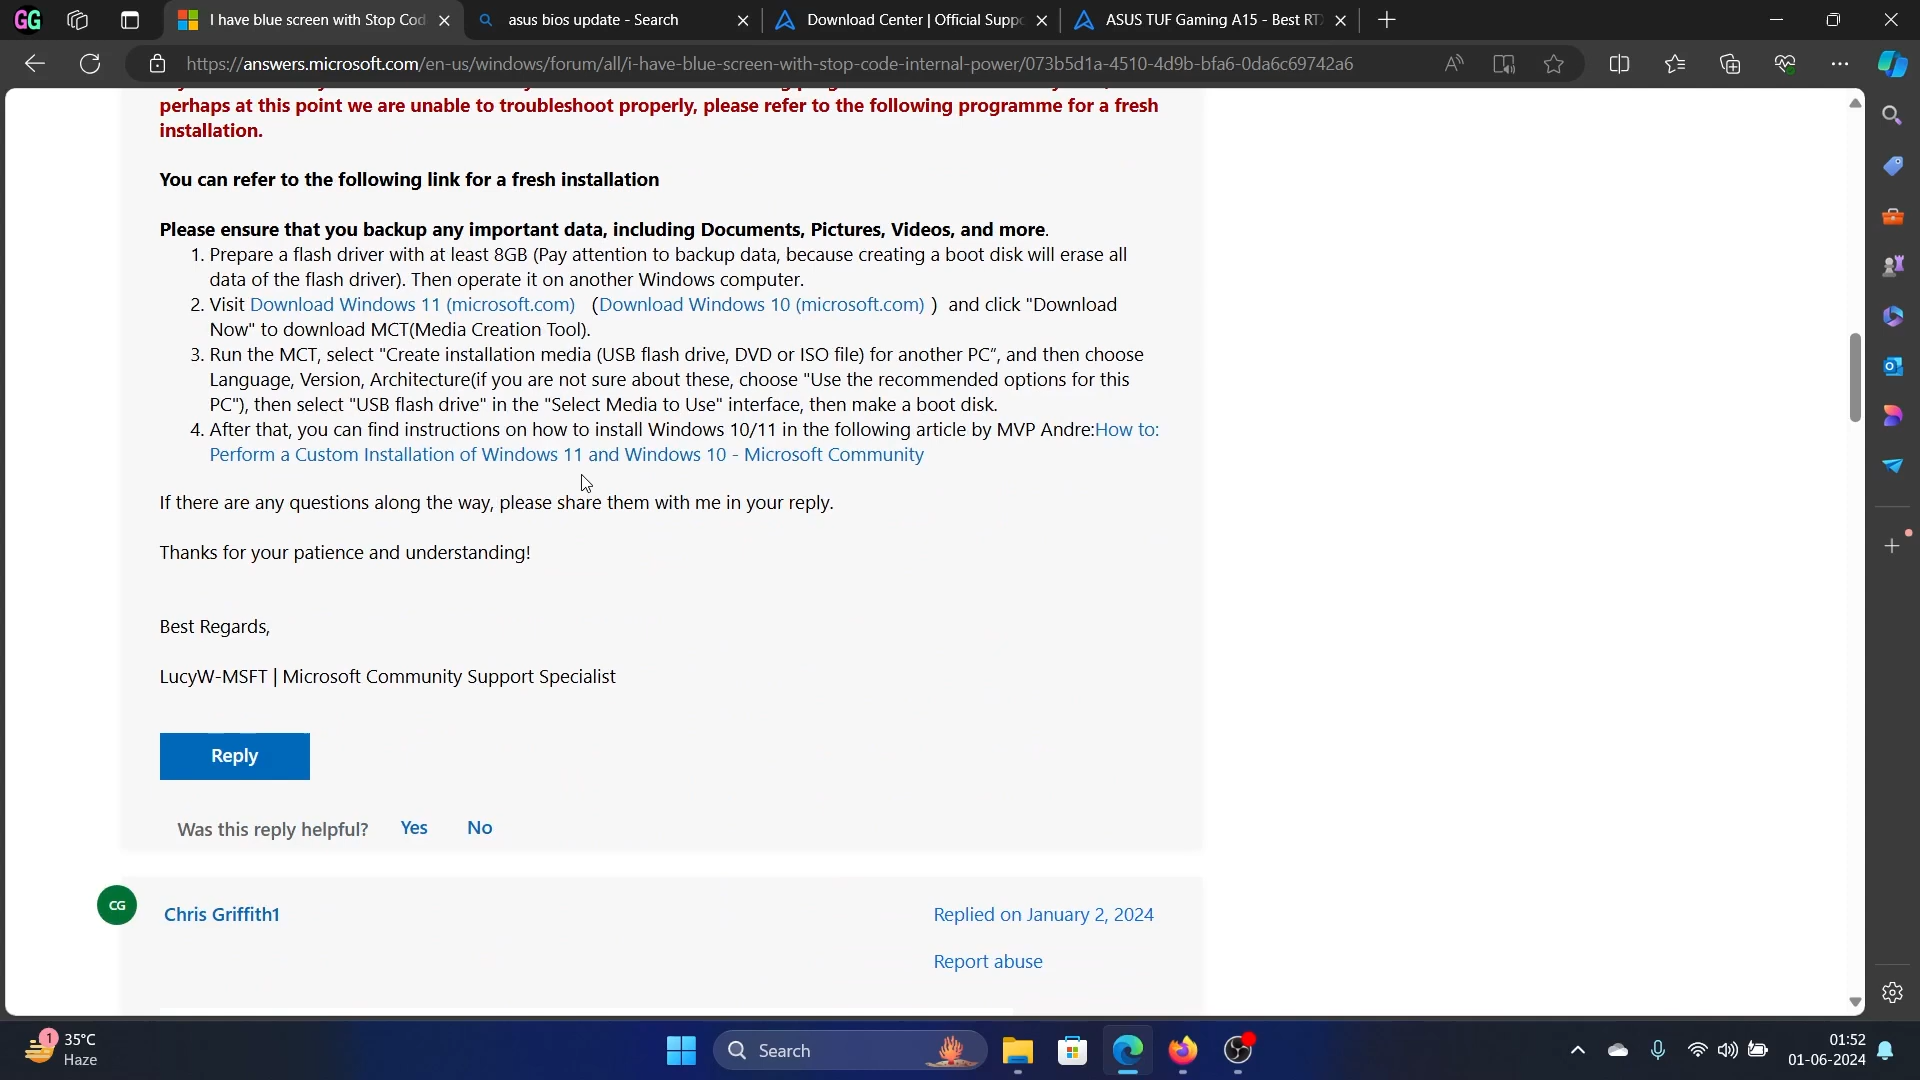 GG
I have blue screen with Stop Cod
asus bios update - Search
Download Center | Official Suppo
ASUS TUF Gaming A15 - Best RT
https://answers.microsoft.com/en-us/windows/forum/all/i-have-blue-screen-with-stop-code-internal-power/073b5d1a-4510-4d9b-bfa6-0da6c69742a6
perhaps at this point we are unable to troubleshoot properly, please refer to the following programme for a fresh
installation.
You can refer to the following link for a fresh installation
Please ensure that you backup any important data, including Documents, Pictures, Videos, and more.
1. Prepare a flash driver with at least 8GB (Pay attention to backup data, because creating a boot disk will erase all
data of the flash driver). Then operate it on another Windows computer.
2. Visit Download Windows 11 (microsoft.com) (Download Windows 10 (microsoft.com) ) and click "Download
Now" to download MCT(Media Creation Tool).
3. Run the MCT, select "Create installation media (USB flash drive, DVD or ISO file) for another PC“, and then choose
Language, Version, Architecture(if you are not sure about these, choose "Use the recommended options for this
PC"), then select "USB flash drive" in the "Select Media to Use" interface, then make a boot disk.
4. After that, you can find instructions on how to install Windows 10/11 in the following article by MVP Andre:How to:
Perform a Custom Installation of Windows 11 and Windows 10 - Microsoft Community
If there are any questions along the way, please share them with me in your reply.
Thanks for your patience and understanding!
Best Regards,
LucyW-MSFT | Microsoft Community Support Specialist
Reply
Was this reply helpful? Yes No
CG
Chris Griffith1
Replied on January 2, 2024
Report abuse
1
35°C
Haze
Search
01:52
01-06-2024